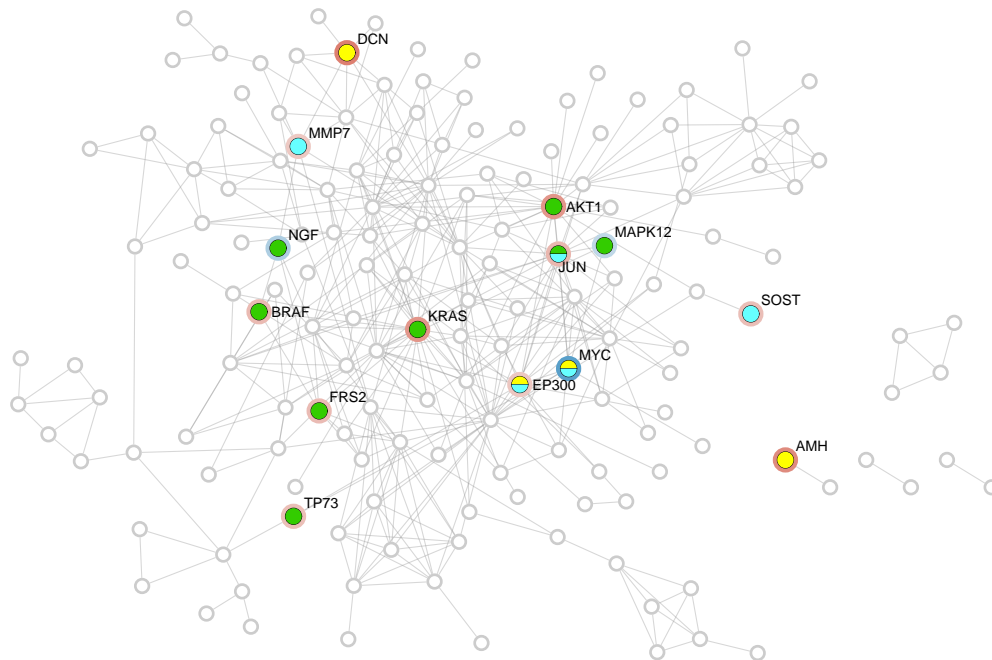 DCN
MMP7
AKT1
MAPK12
NGF
JUN
SOST
BRAF
KRAS
MYC
EP300
FRS2
AMH
TP73